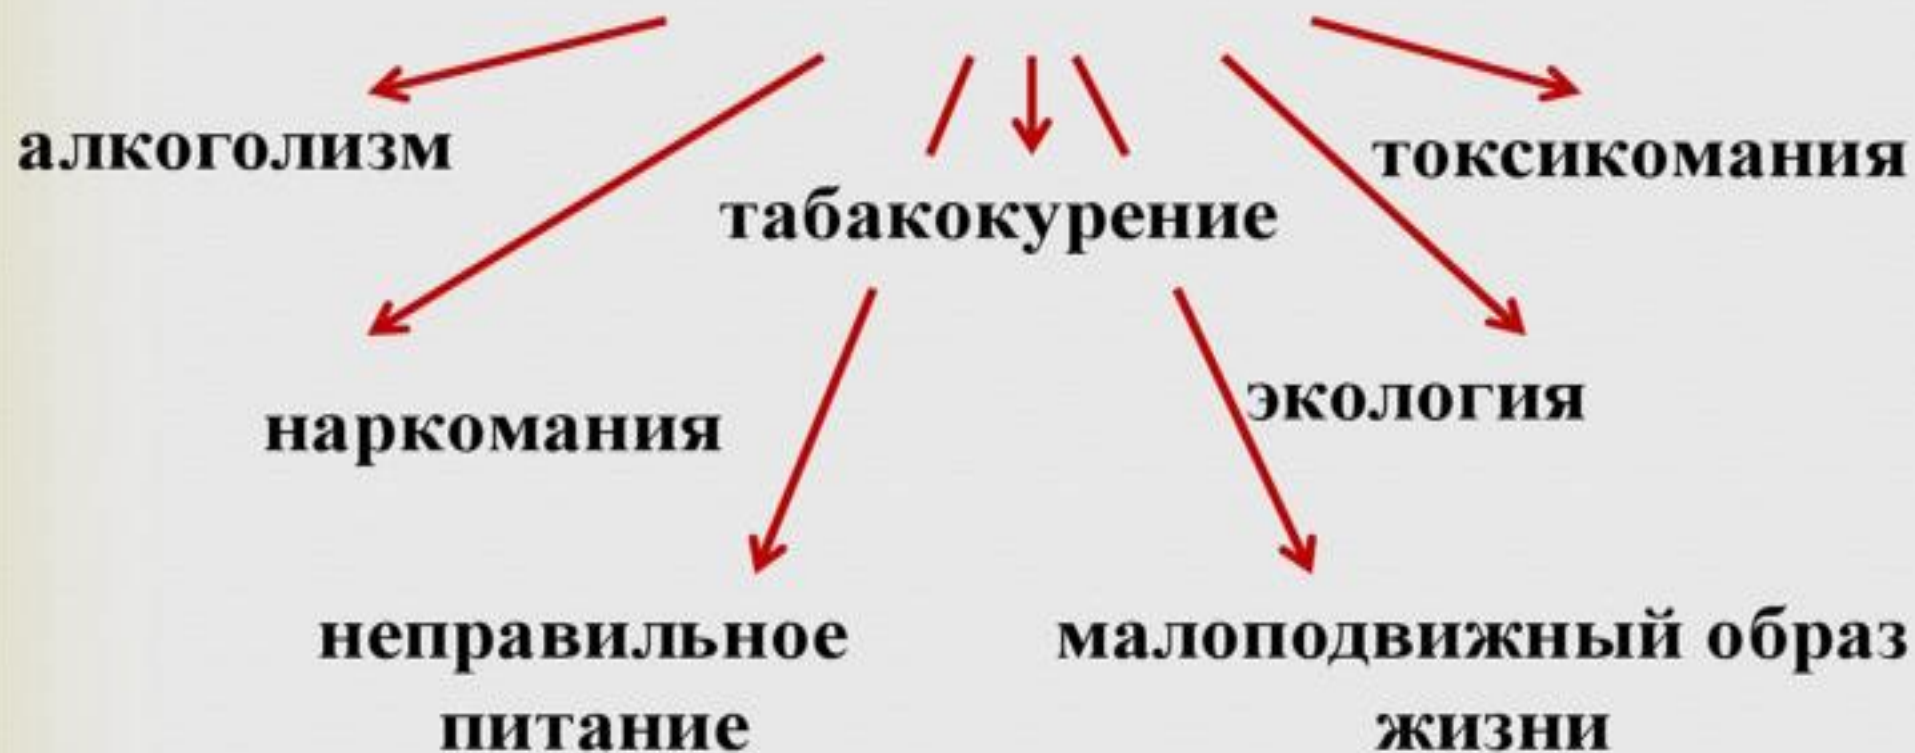 алкоголизм
токсикомания
табакокурение
экология
наркомания
неправильное
питание
малоподвижный образ
жизни